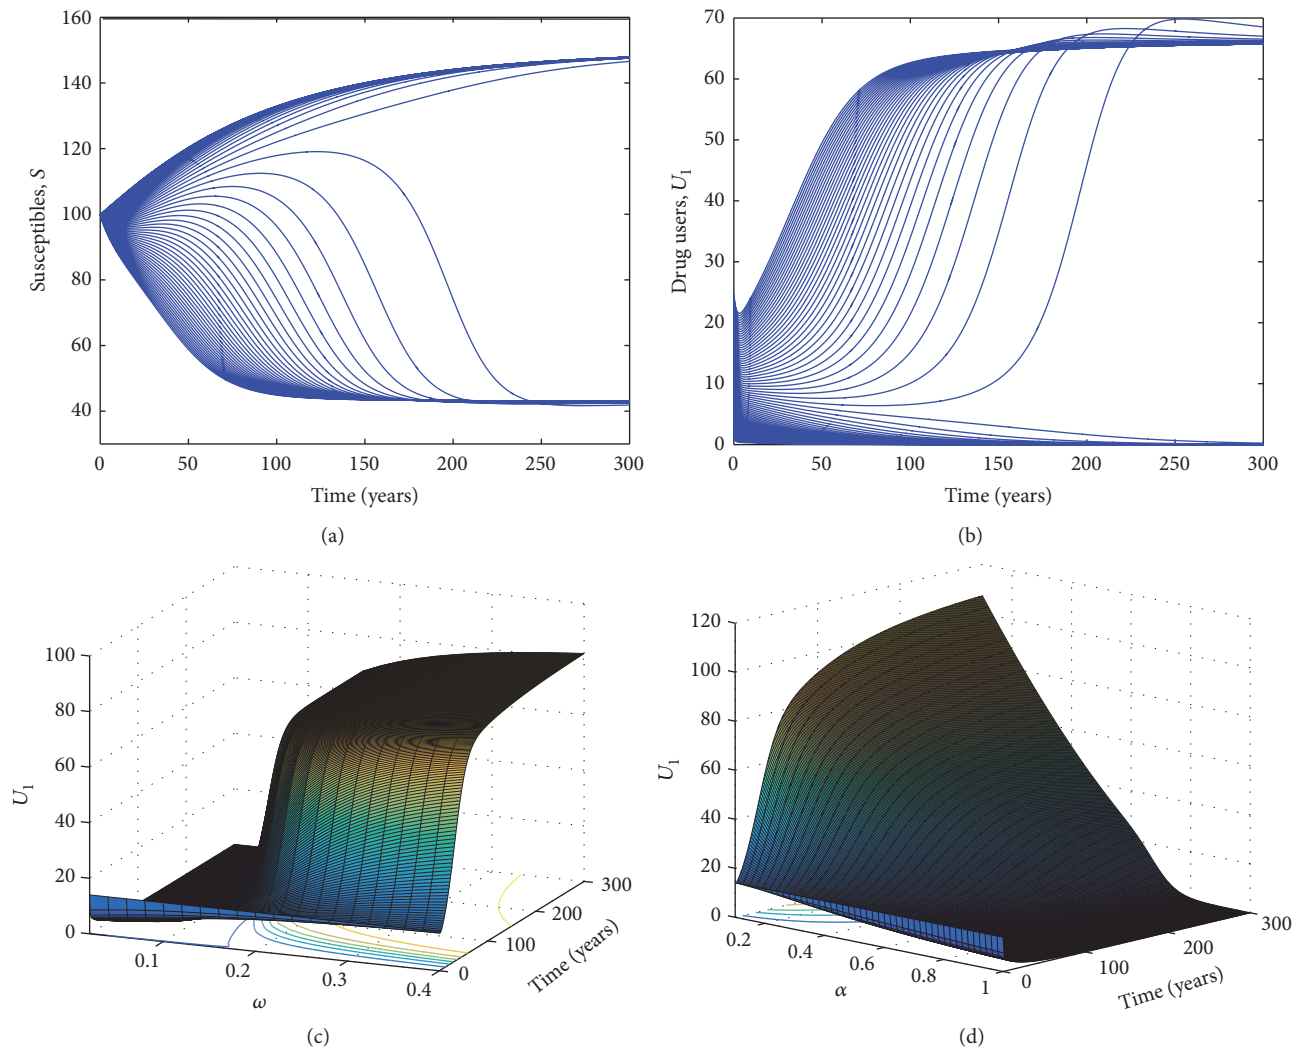 160
140
120
100
80
60
40
Susceptibles, S
0 50 100 150 200 250 300
Time (years)
(a)
70
60
50
40
30
20
10
0
Drug users, U1
0 50 100 150 200 250 300
Time (years)
(b)
100
80
60
40
20
0
U1
0.1 0.2 0.3 0.4
ω
0 100 200 300
Time (years)
(c)
120
100
80
60
40
20
0
U1
0.2 0.4 0.6 0.8 1
α
0 100 200 300
Time (years)
(d)